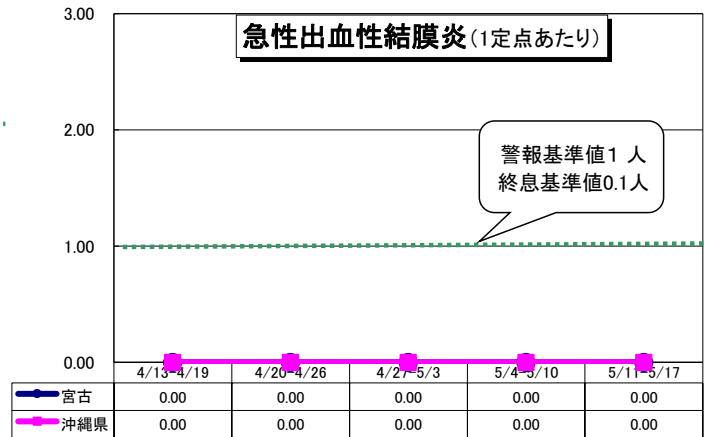 急性出血性結膜炎(1定点あたり)
3.00
2.00
警報基準値１ 人
終息基準値0.1人
1.00
0.00
4/13-4/19 4/20-4/26 4/27-5/3 5/4-5/10 5/11-5/17
宮古 0.00 0.00 0.00 0.00 0.00
沖縄県 0.00 0.00 0.00 0.00 0.00